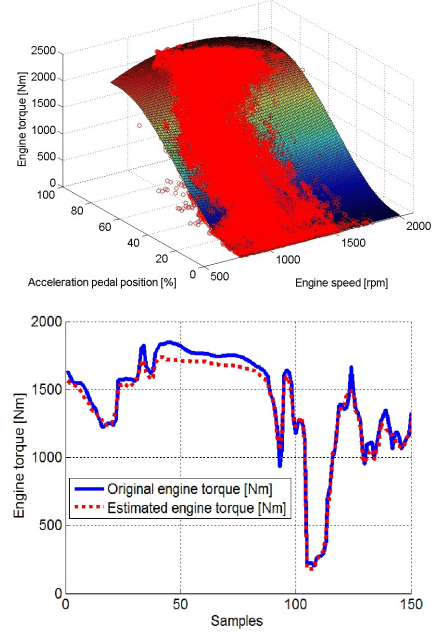 2500
2000
1500
1000
500
0
Engine torque [Nm]
100
80
60
40
20
0
Acceleration pedal position [%]
500
1000
1500
2000
Engine speed [rpm]
2000
1500
1000
500
0
Engine torque [Nm]
Original engine torque [Nm]
Estimated engine torque [Nm]
0 50 100 150
Samples